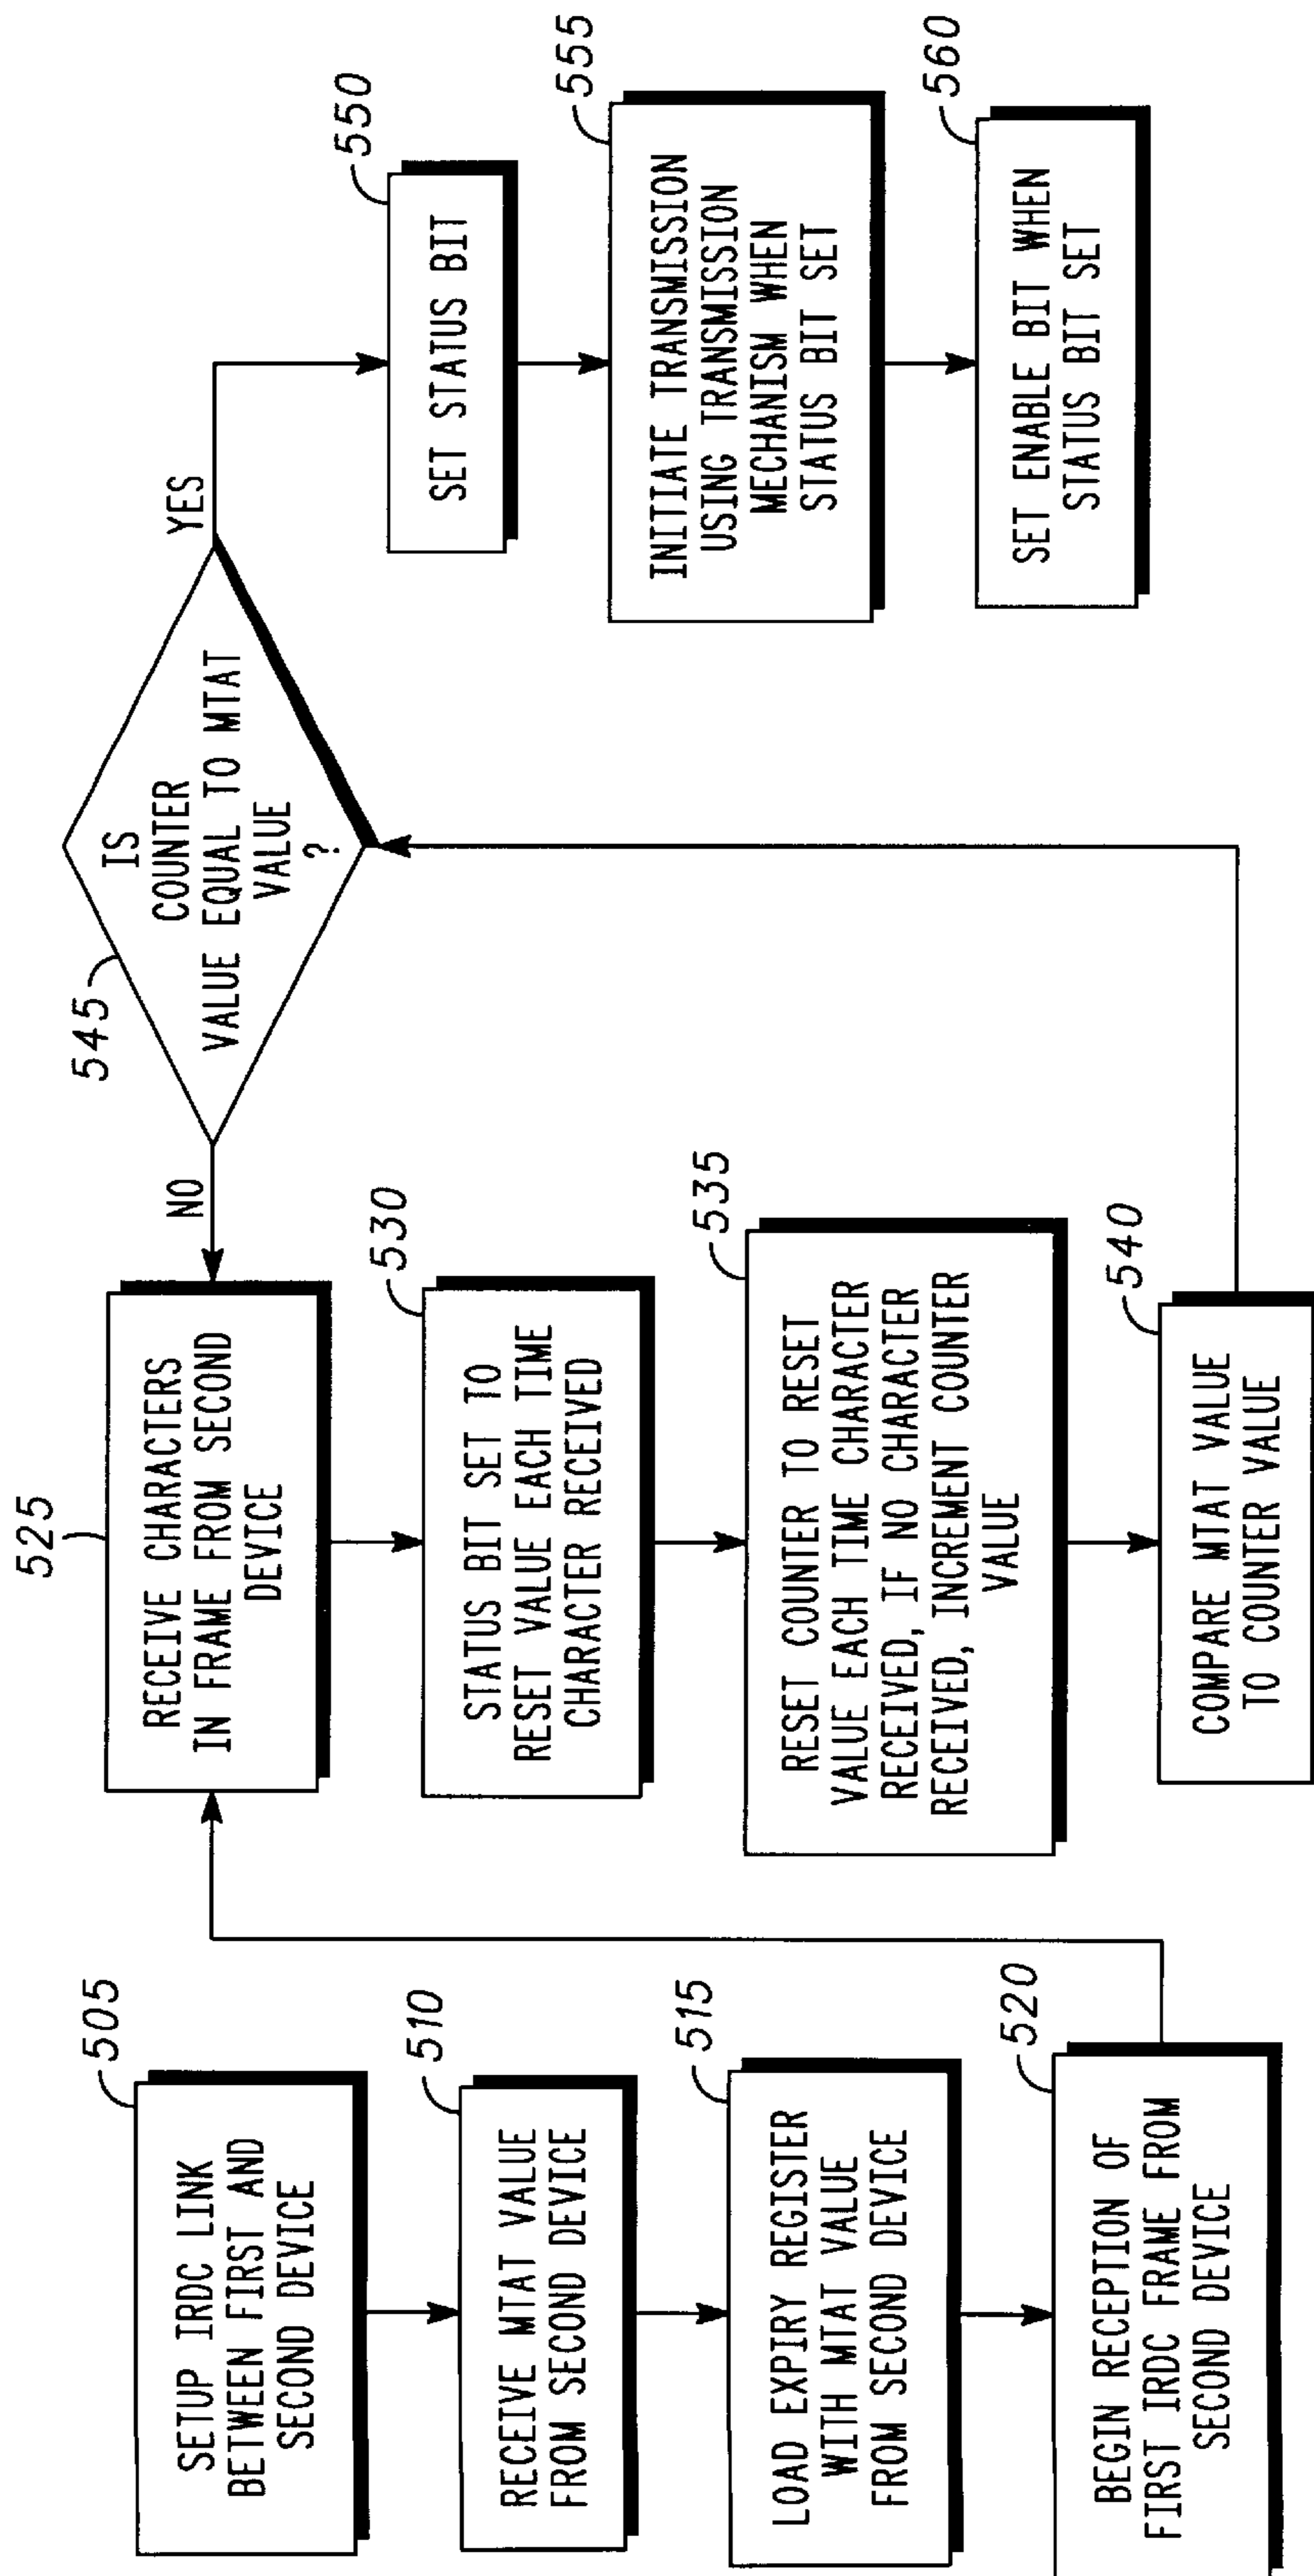 505
SETUP IRDC LINK
BETWEEN FIRST AND
SECOND DEVICE
510
RECEIVE MTAT VALUE
FROM SECOND DEVICE
515
LOAD EXPIRY REGISTER
WITH MTAT VALUE
FROM SECOND DEVICE
520
BEGIN RECEPTION OF
FIRST IRDC FRAME FROM
SECOND DEVICE
525
RECEIVE CHARACTERS
IN FRAME FROM SECOND
DEVICE
530
STATUS BIT SET TO
RESET VALUE EACH TIME
CHARACTER RECEIVED
535
RESET COUNTER TO RESET
VALUE EACH TIME CHARACTER
RECEIVED, IF NO CHARACTER
RECEIVED, INCREMENT COUNTER
VALUE
540
COMPARE MTAT VALUE
TO COUNTER VALUE
545
IS
COUNTER
VALUE EQUAL TO MTAT
VALUE
?
NO
YES
550
SET STATUS BIT
555
INITIATE TRANSMISSION
USING TRANSMISSION
MECHANISM WHEN
STATUS BIT SET
560
SET ENABLE BIT WHEN
STATUS BIT SET